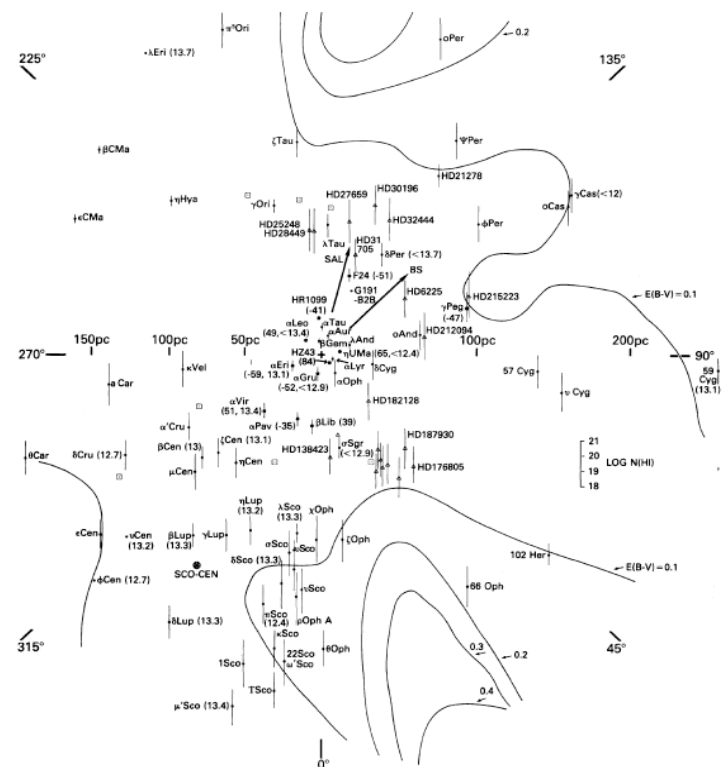 π⁵Ori
λEri (13.7)
oPer
0.2
225°
135°
ζTau
ΨPer
βCMa
HD21278
ηHya
γOri
HD27659
HD30196
γCas(<12)
oCas
εCMa
HD25248
HD28449
HD32444
φPer
λTau
HD31
705
δPer (<13.7)
SAL
F24 (-51)
BS
G191
-B2B
HD6225
HD215223
E(B-V)=0.1
HR1099
(-41)
γPeg
(-47)
αLeo
(49,<13.4)
αTau
αAur
βGem
λAnd
oAnd
HD212094
270°
150pc
100pc
50pc
HZ43
(84)
ηUMa (65,<12.4)
100pc
200pc
90°
κVel
αEri
(-59, 13.1)
αLyr
δCyg
57 Cyg
59
Cyg
(13.1)
a Car
αGru
(-52,<12.9)
αOph
υ Cyg
αVir
(51, 13.4)
HD182128
α'Cru
αPav (-35)
βLib (39)
θCar
δCru (12.7)
βCen (13)
ζCen (13.1)
HD138423
σSgr
(<12.9)
HD187930
21
20
19
18
LOG N(HI)
μCen
ηCen
HD176805
ηLup
(13.2)
λSco
(13.3)
χOph
εCen
υCen
(13.2)
βLup
(13.3)
γLup
σSco
ζOph
δSco (13.3)
102 Her
SCO-CEN
E(B-V)=0.1
φCen (12.7)
υSco
66 Oph
πSco
(12.4)
ρOph A
δLup (13.3)
κSco
315°
45°
22Sco
ω'Sco
θOph
0.3
0.2
1Sco
τSco
0.4
μ'Sco (13.4)
0°